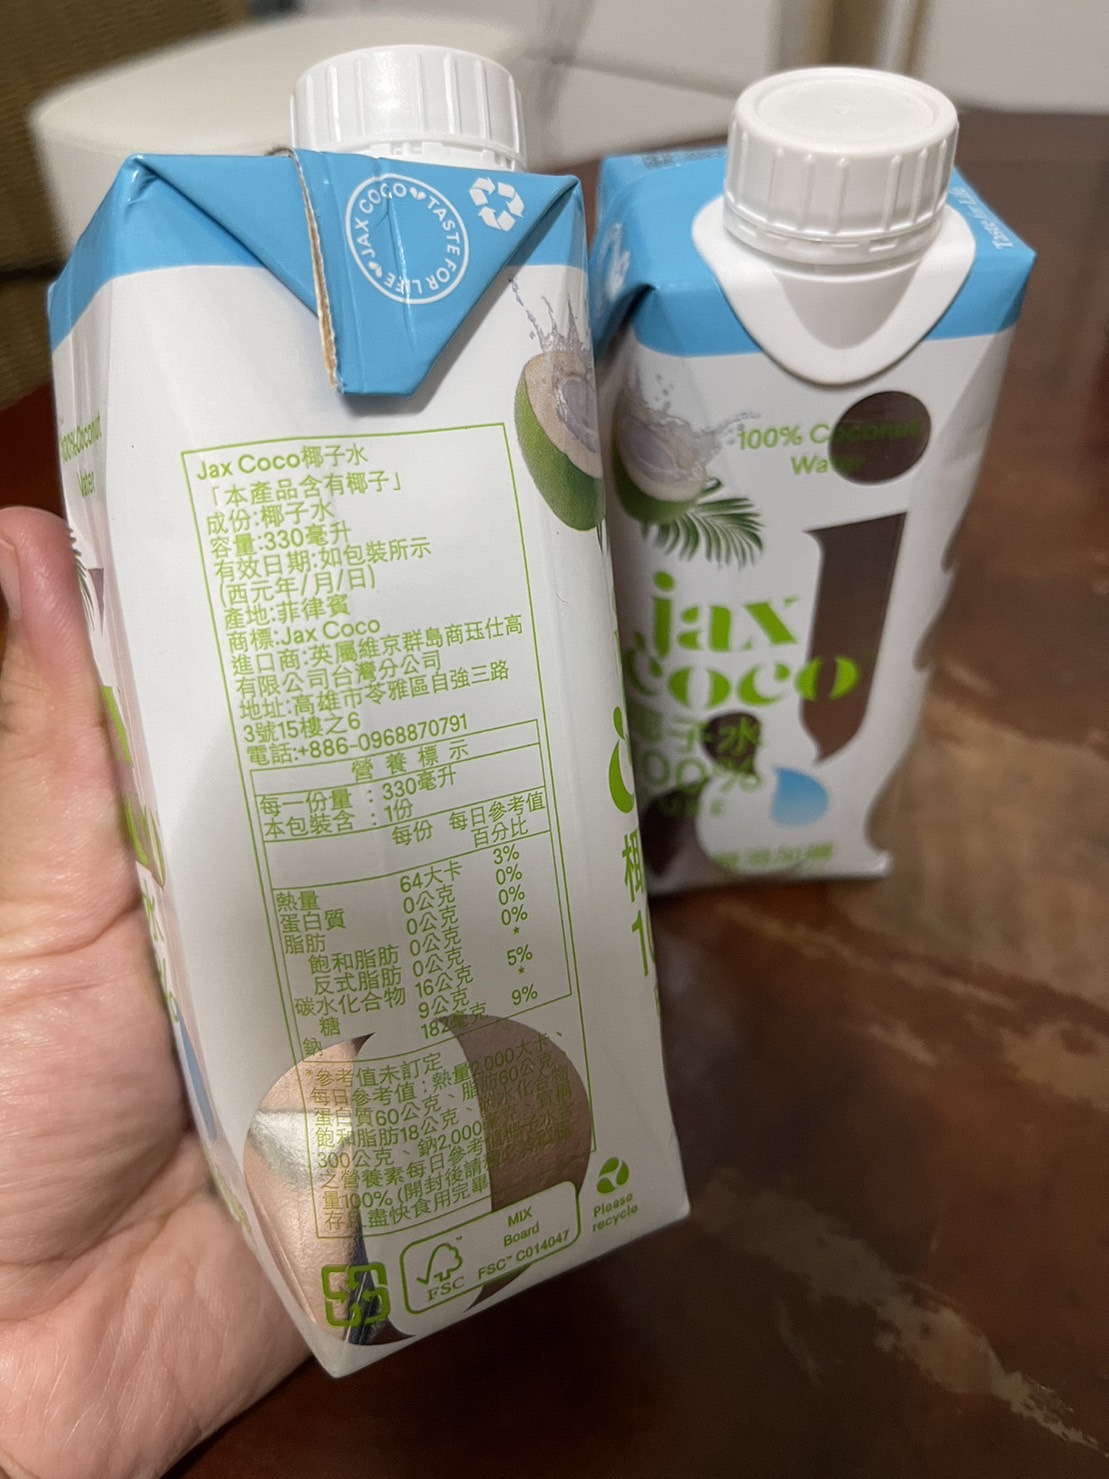 JAX COCO TASTE FOR LIFE
Jax Coco椰子水
「本產品含有椰子」
成份:椰子水
容量:330毫升
有效日期:如包裝所示
(西元年/月/日)
產地:菲律賓
商標:Jax Coco
進口商:英屬維京群島商珏仕高
有限公司台灣分公司
地址:高雄市苓雅區自強三路
3號15樓之6
電話:+886-0968870791
營養標示
每一份量:330毫升
本包裝含:1份
每份 每日參考值
百分比
熱量 64大卡 3%
蛋白質 0公克 0%
脂肪 0公克 0%
飽和脂肪 0公克 0%
反式脂肪 0公克 *
碳水化合物 16公克 5%
糖 9公克 *
鈉 182毫克 9%
*參考值未訂定
每日參考值:熱量2,000大卡、
蛋白質60公克、脂肪60公克、
飽和脂肪18公克、碳水化合物
300公克、鈉2,000
之營養素每日參考值
量100% (開封後請
存且盡快食用完畢
FSC
MIX
Board
FSC™ C014047
Please
recycle
100% Coconut
Water
Taste for Life
100% Coconut
Water
jax
coco
椰子水
100%